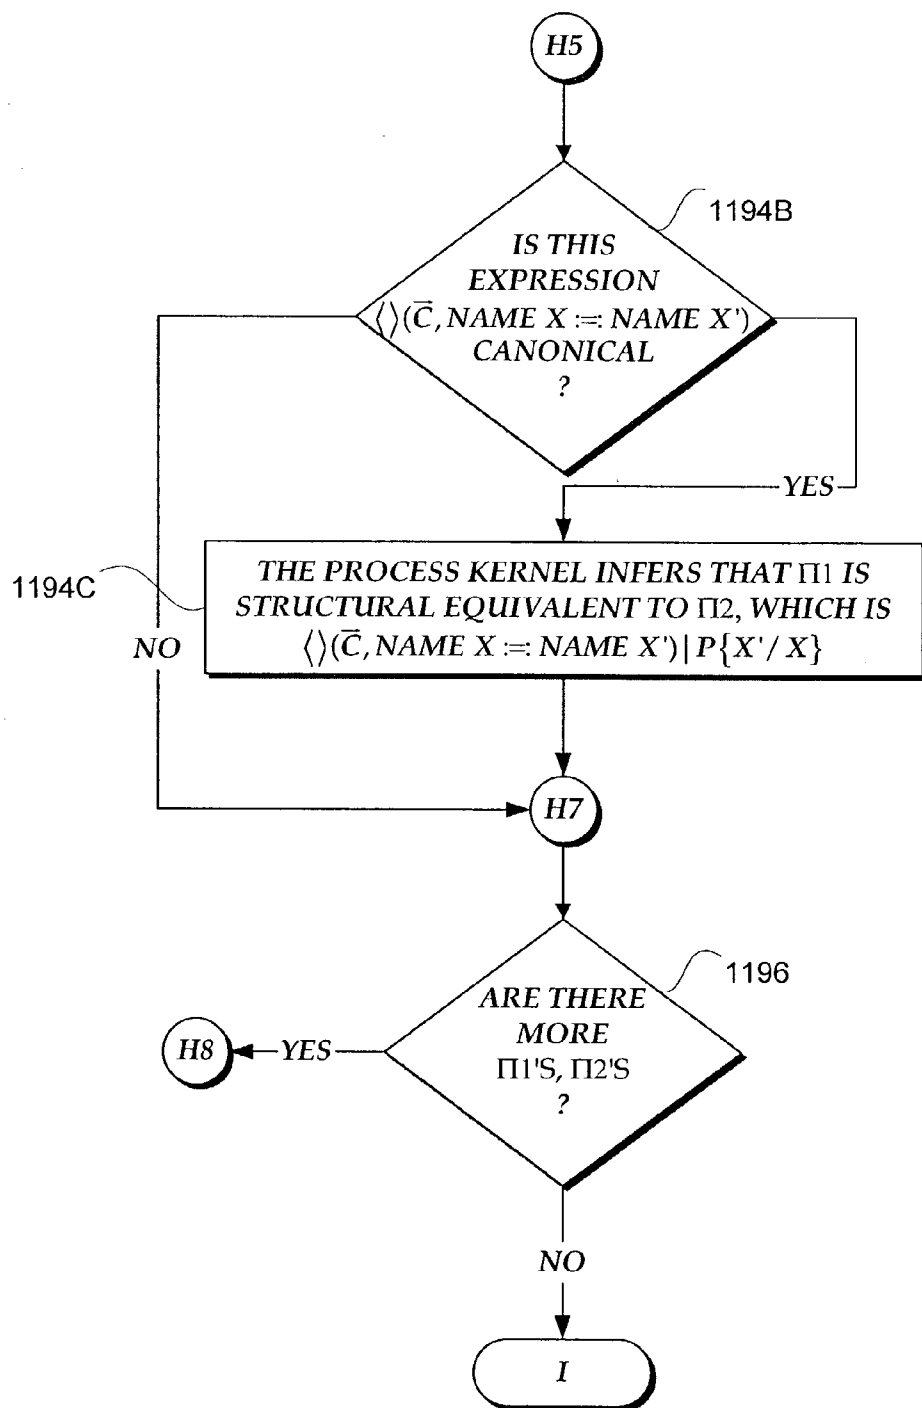 H5
1194B
IS THIS
EXPRESSION
⟨⟩(C⃗, NAME X :=: NAME X')
CANONICAL
?
YES
1194C
THE PROCESS KERNEL INFERS THAT Π1 IS
STRUCTURAL EQUIVALENT TO Π2, WHICH IS
⟨⟩(C⃗, NAME X :=: NAME X') | P{X'/X}
NO
H7
1196
ARE THERE
MORE
Π1'S, Π2'S
?
H8
YES
NO
I